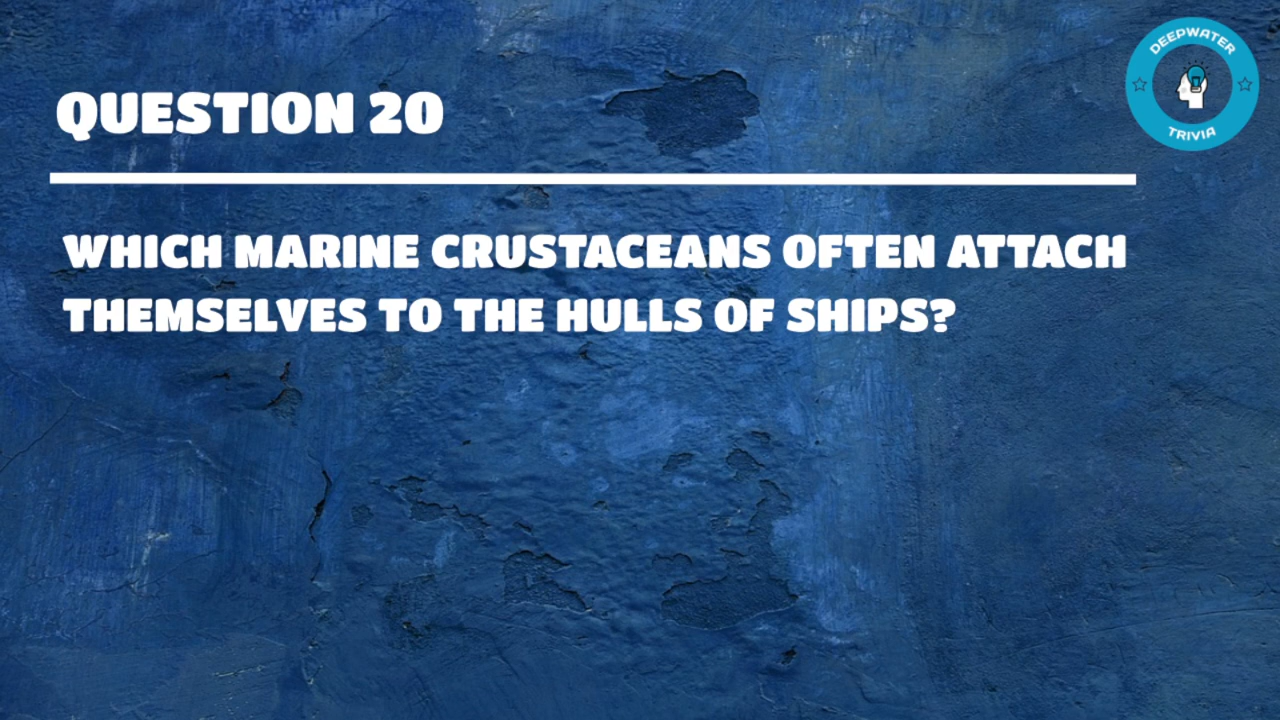 DEEPWATER
TRIVIA
QUESTION 20
WHICH MARINE CRUSTACEANS OFTEN ATTACH
THEMSELVES TO THE HULLS OF SHIPS?